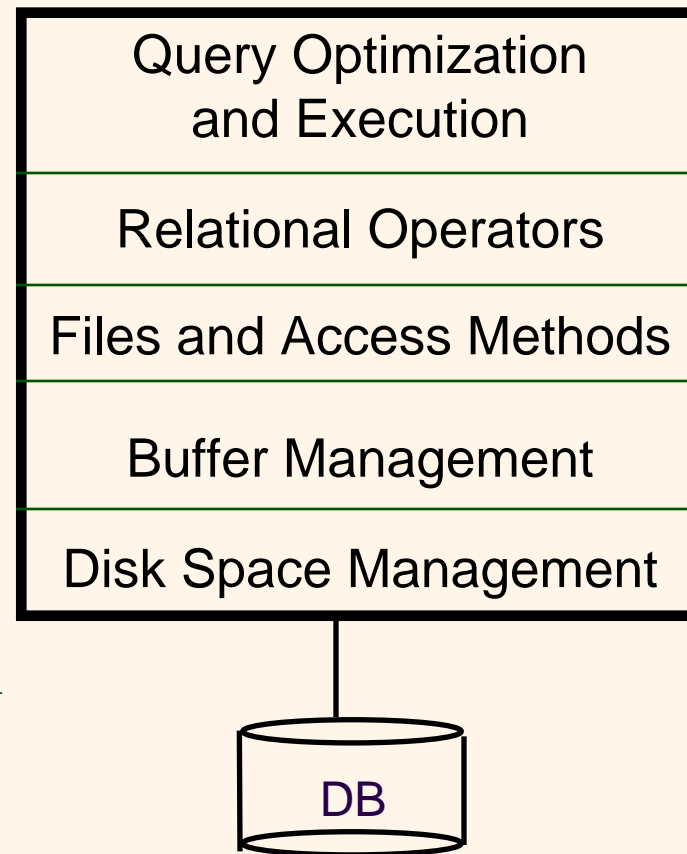 Query Optimization
and Execution
Relational Operators
Files and Access Methods
Buffer Management
Disk Space Management
DB